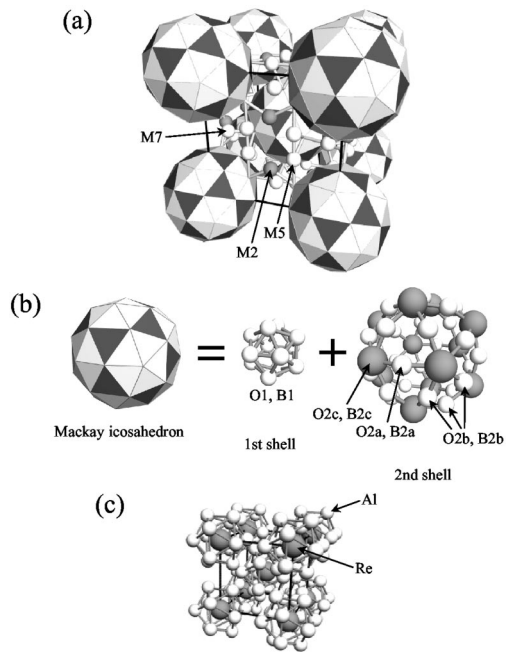 (a)
M7
M5
M2
(b)
=
+
O1, B1
O2c, B2c
O2a, B2a
O2b, B2b
Mackay icosahedron
1st shell
2nd shell
(c)
Al
Re